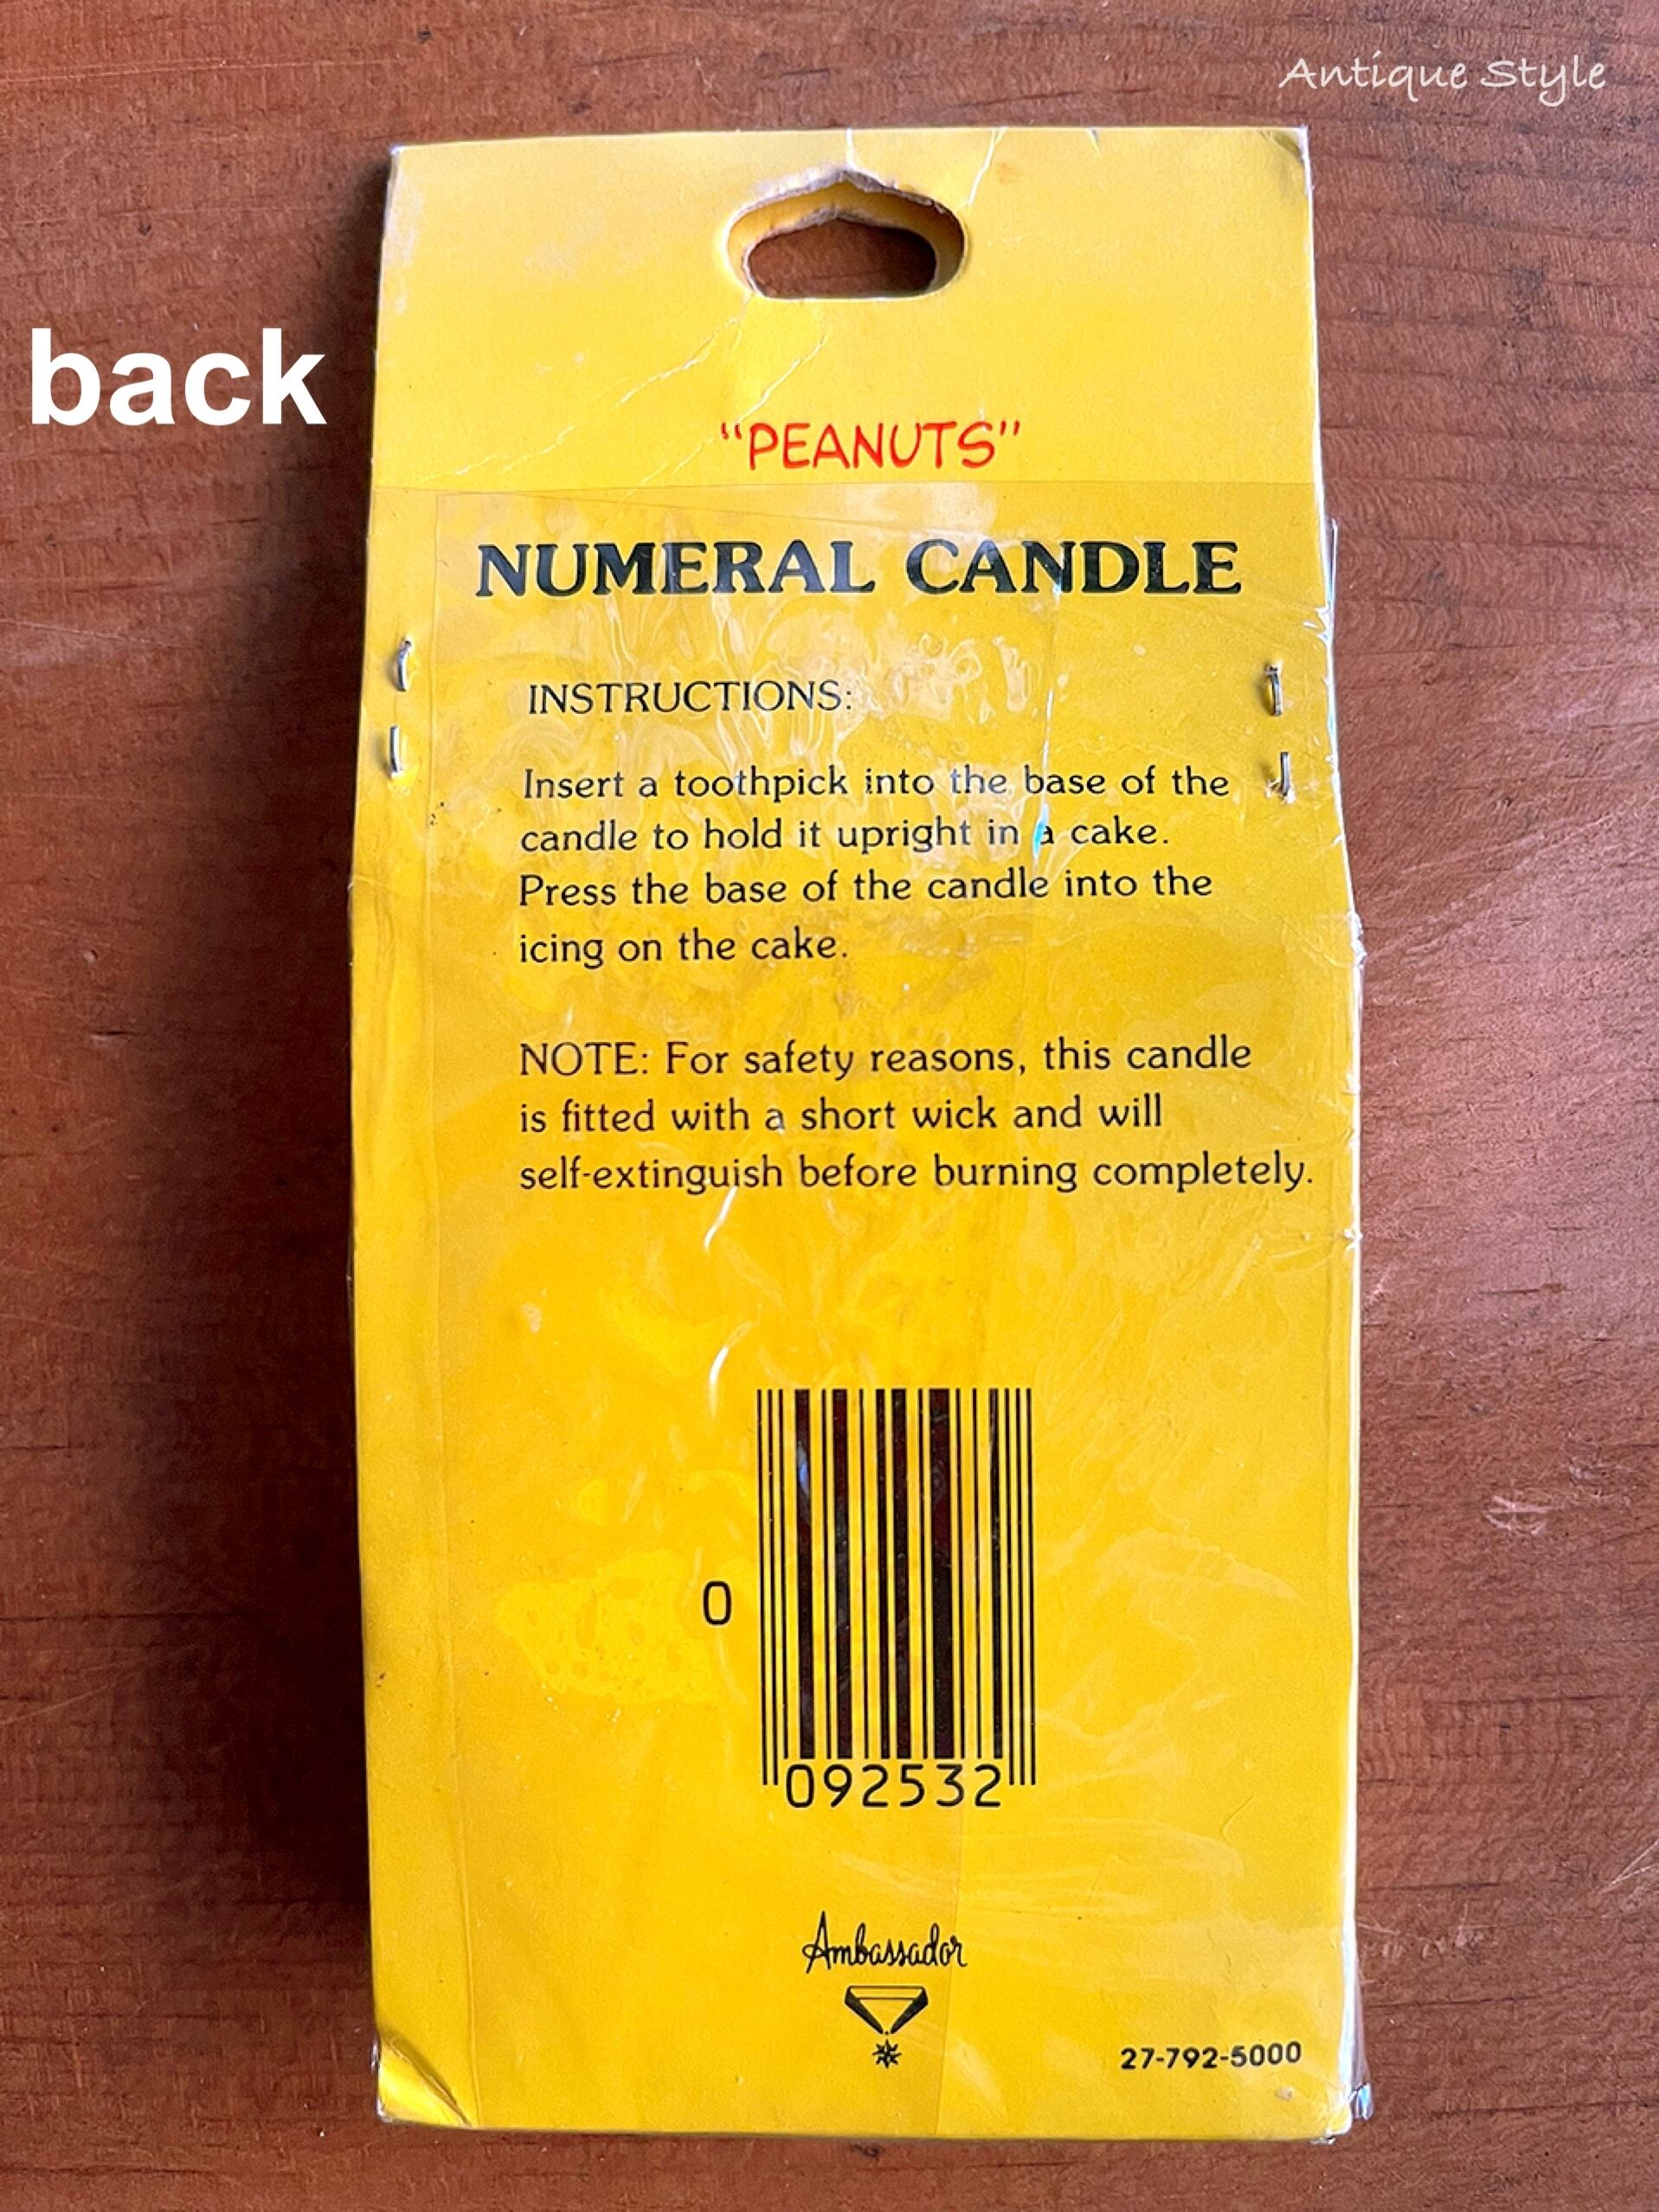 Antique Style
back
"PEANUTS"
NUMERAL CANDLE
INSTRUCTIONS:
Insert a toothpick into the base of the
candle to hold it upright in a cake.
Press the base of the candle into the
icing on the cake.
NOTE: For safety reasons, this candle
is fitted with a short wick and will
self-extinguish before burning completely.
0
092532
Ambassador
27-792-5000